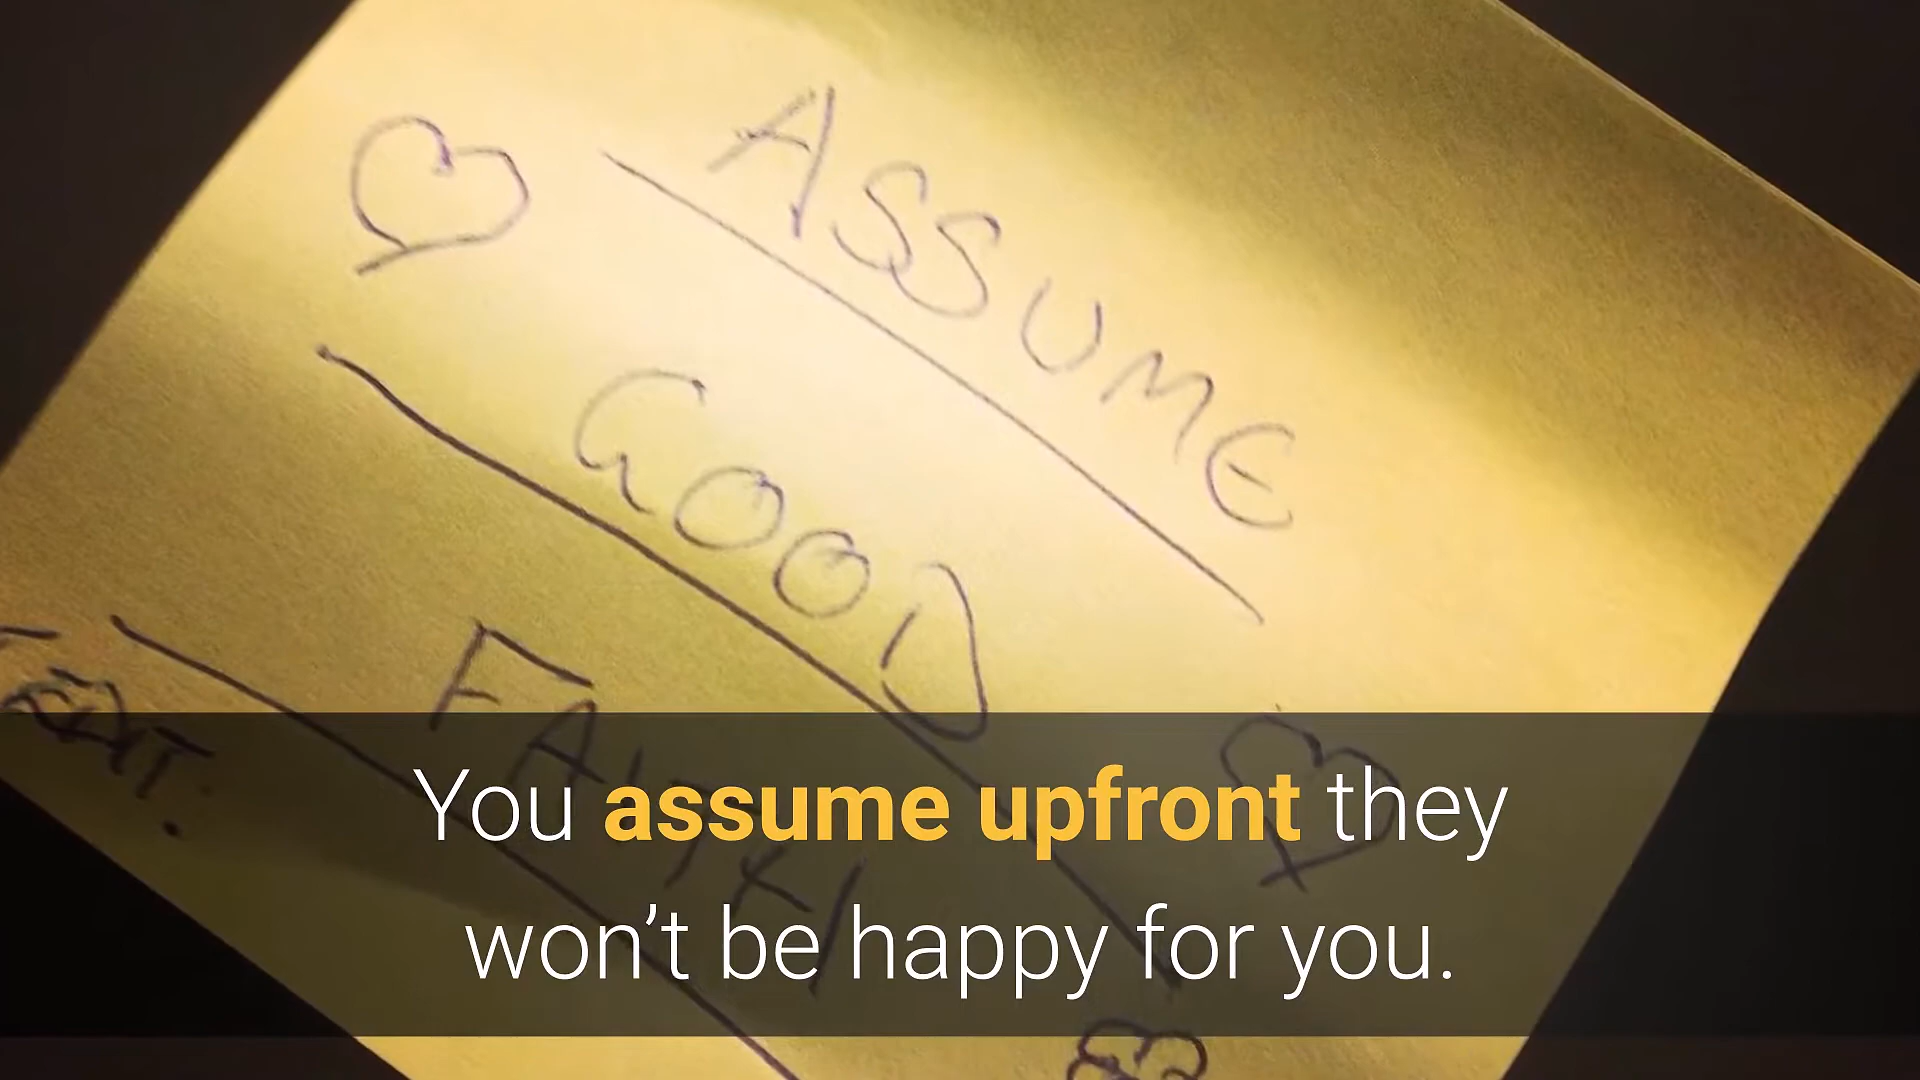 ASSUME
GOOD
FAITH
You assume upfront they
won't be happy for you.